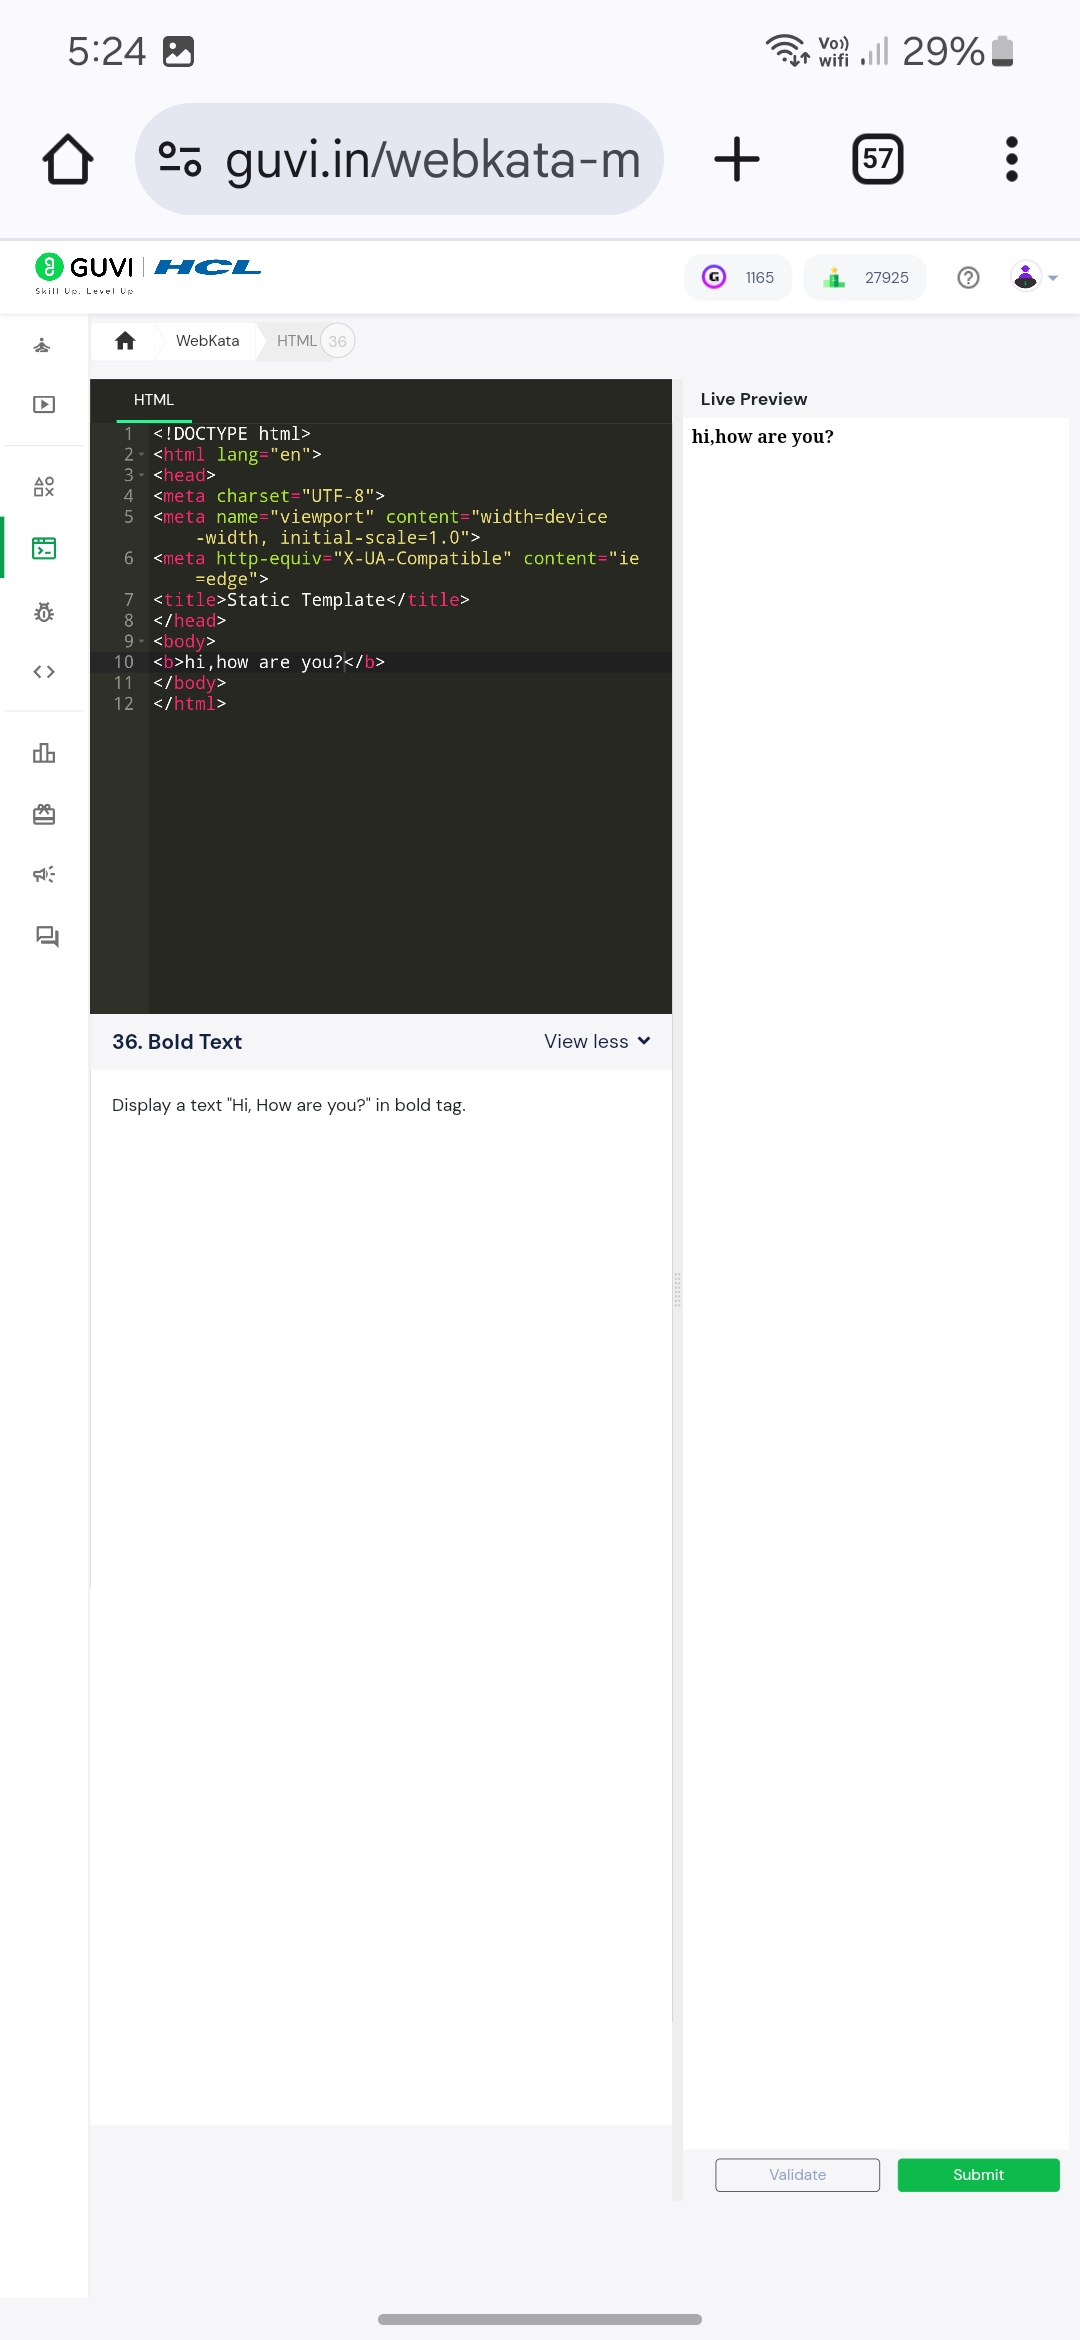 5:24
Vo))
wifi
29%
guvi.in/webkata-m
57
GUVI
HCL
Skill Up. Level Up
G
1165
27925
WebKata
HTML
36
HTML
1 <!DOCTYPE html>
2 <html lang="en">
3 <head>
4 <meta charset="UTF-8">
5 <meta name="viewport" content="width=device
-width, initial-scale=1.0">
6 <meta http-equiv="X-UA-Compatible" content="ie
=edge">
7 <title>Static Template</title>
8 </head>
9 <body>
10 <b>hi,how are you?</b>
11 </body>
12 </html>
36. Bold Text
View less
Display a text "Hi, How are you?" in bold tag.
Live Preview
hi,how are you?
Validate
Submit